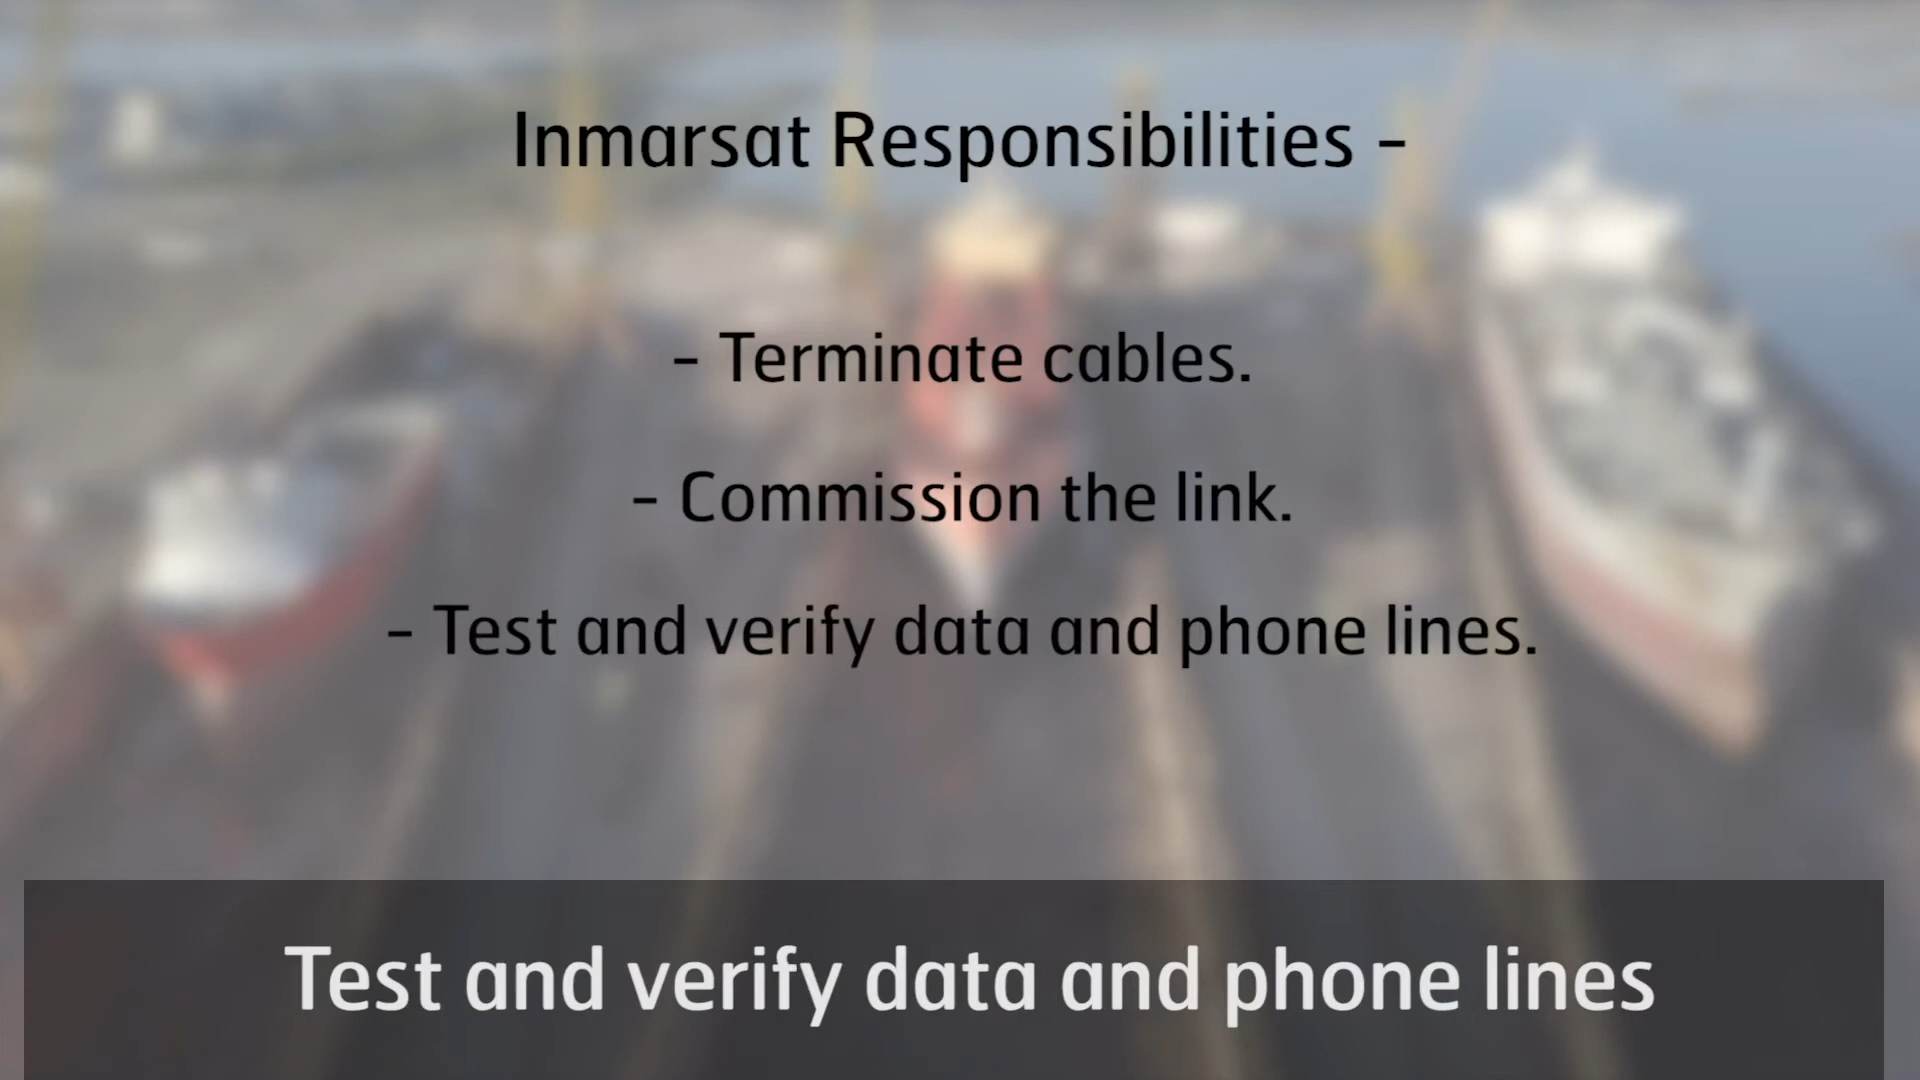 Inmarsat Responsibilities -
- Terminate cables.
- Commission the link.
- Test and verify data and phone lines.
Test and verify data and phone lines